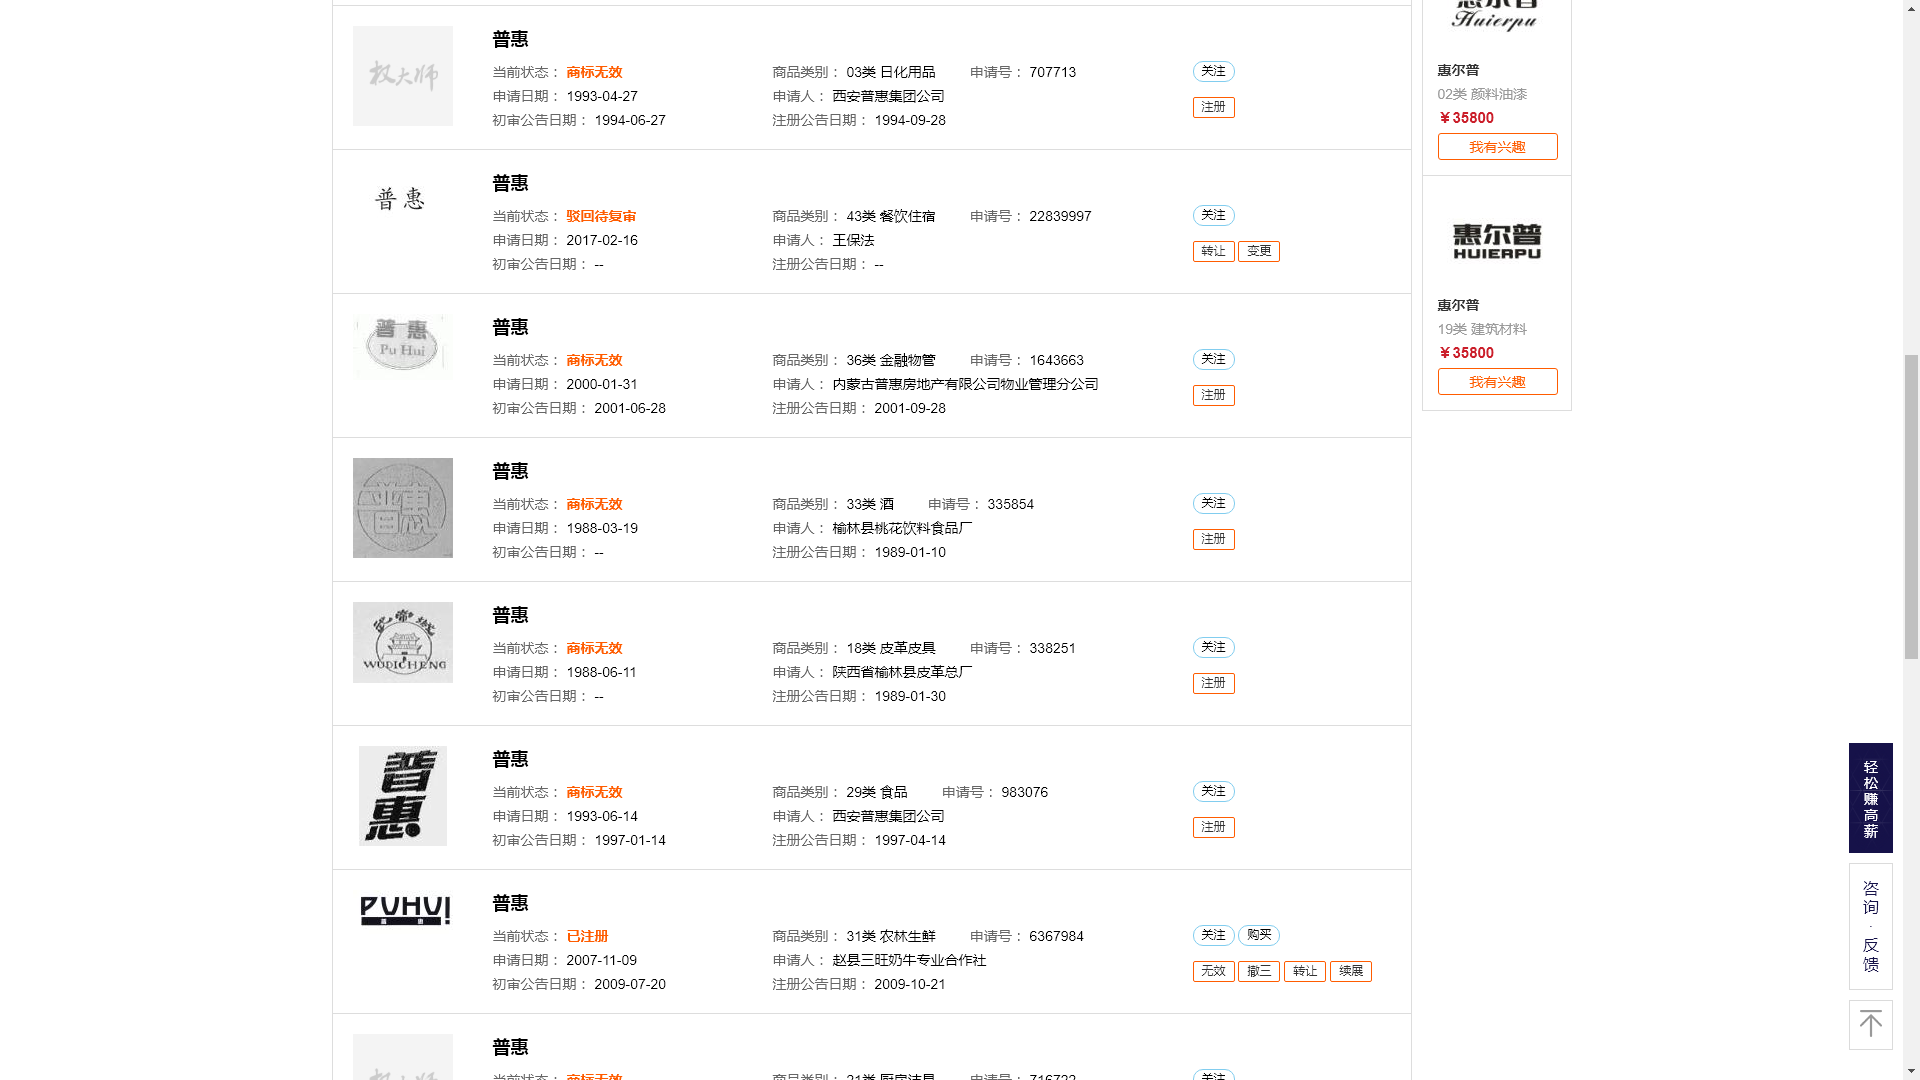 权大师
普惠
当前状态： 商标无效 商品类别： 03类 日化用品 申请号： 707713 关注
申请日期： 1993-04-27 申请人： 西安普惠集团公司 注册
初审公告日期： 1994-06-27 注册公告日期： 1994-09-28
普惠
普惠
当前状态： 驳回待复审 商品类别： 43类 餐饮住宿 申请号： 22839997 关注
申请日期： 2017-02-16 申请人： 王保法 转让 变更
初审公告日期： -- 注册公告日期： --
普惠
Pu Hui
普惠
当前状态： 商标无效 商品类别： 36类 金融物管 申请号： 1643663 关注
申请日期： 2000-01-31 申请人： 内蒙古普惠房地产有限公司物业管理分公司 注册
初审公告日期： 2001-06-28 注册公告日期： 2001-09-28
普惠
普惠
当前状态： 商标无效 商品类别： 33类 酒 申请号： 335854 关注
申请日期： 1988-03-19 申请人： 榆林县桃花饮料食品厂 注册
初审公告日期： -- 注册公告日期： 1989-01-10
武帝城
WUDICHENG
普惠
当前状态： 商标无效 商品类别： 18类 皮革皮具 申请号： 338251 关注
申请日期： 1988-06-11 申请人： 陕西省榆林县皮革总厂 注册
初审公告日期： -- 注册公告日期： 1989-01-30
普惠
普惠
当前状态： 商标无效 商品类别： 29类 食品 申请号： 983076 关注
申请日期： 1993-06-14 申请人： 西安普惠集团公司 注册
初审公告日期： 1997-01-14 注册公告日期： 1997-04-14
PUHUI
普惠
当前状态： 已注册 商品类别： 31类 农林生鲜 申请号： 6367984 关注 购买
申请日期： 2007-11-09 申请人： 赵县三旺奶牛专业合作社 无效 撤三 转让 续展
初审公告日期： 2009-07-20 注册公告日期： 2009-10-21
普惠
当前状态： 商标无效 商品类别： 21类 厨房洁具 申请号： 716722 关注
惠尔普
Huierpu
惠尔普
02类 颜料油漆
￥35800
我有兴趣
惠尔普
HUIERPU
惠尔普
19类 建筑材料
￥35800
我有兴趣
轻松赚高薪
咨询·反馈